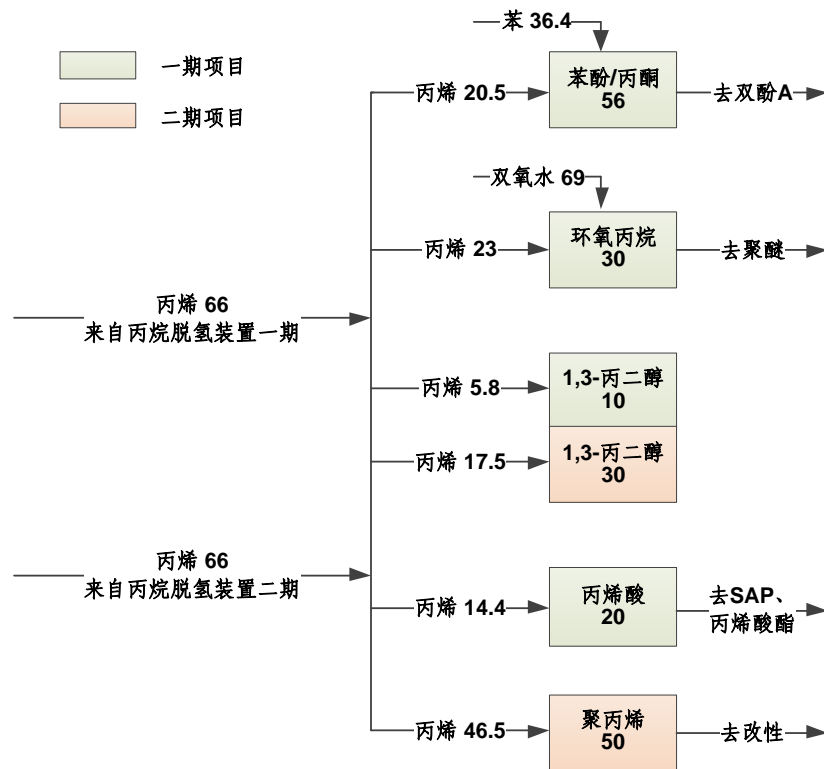 苯 36.4
一期项目
二期项目
丙烯 20.5
苯酚/丙酮
56
去双酚A
双氧水 69
丙烯 23
环氧丙烷
30
去聚醚
丙烯 66
来自丙烷脱氢装置一期
丙烯 5.8
1,3-丙二醇
10
丙烯 17.5
1,3-丙二醇
30
丙烯 66
来自丙烷脱氢装置二期
丙烯 14.4
丙烯酸
20
去SAP、
丙烯酸酯
丙烯 46.5
聚丙烯
50
去改性